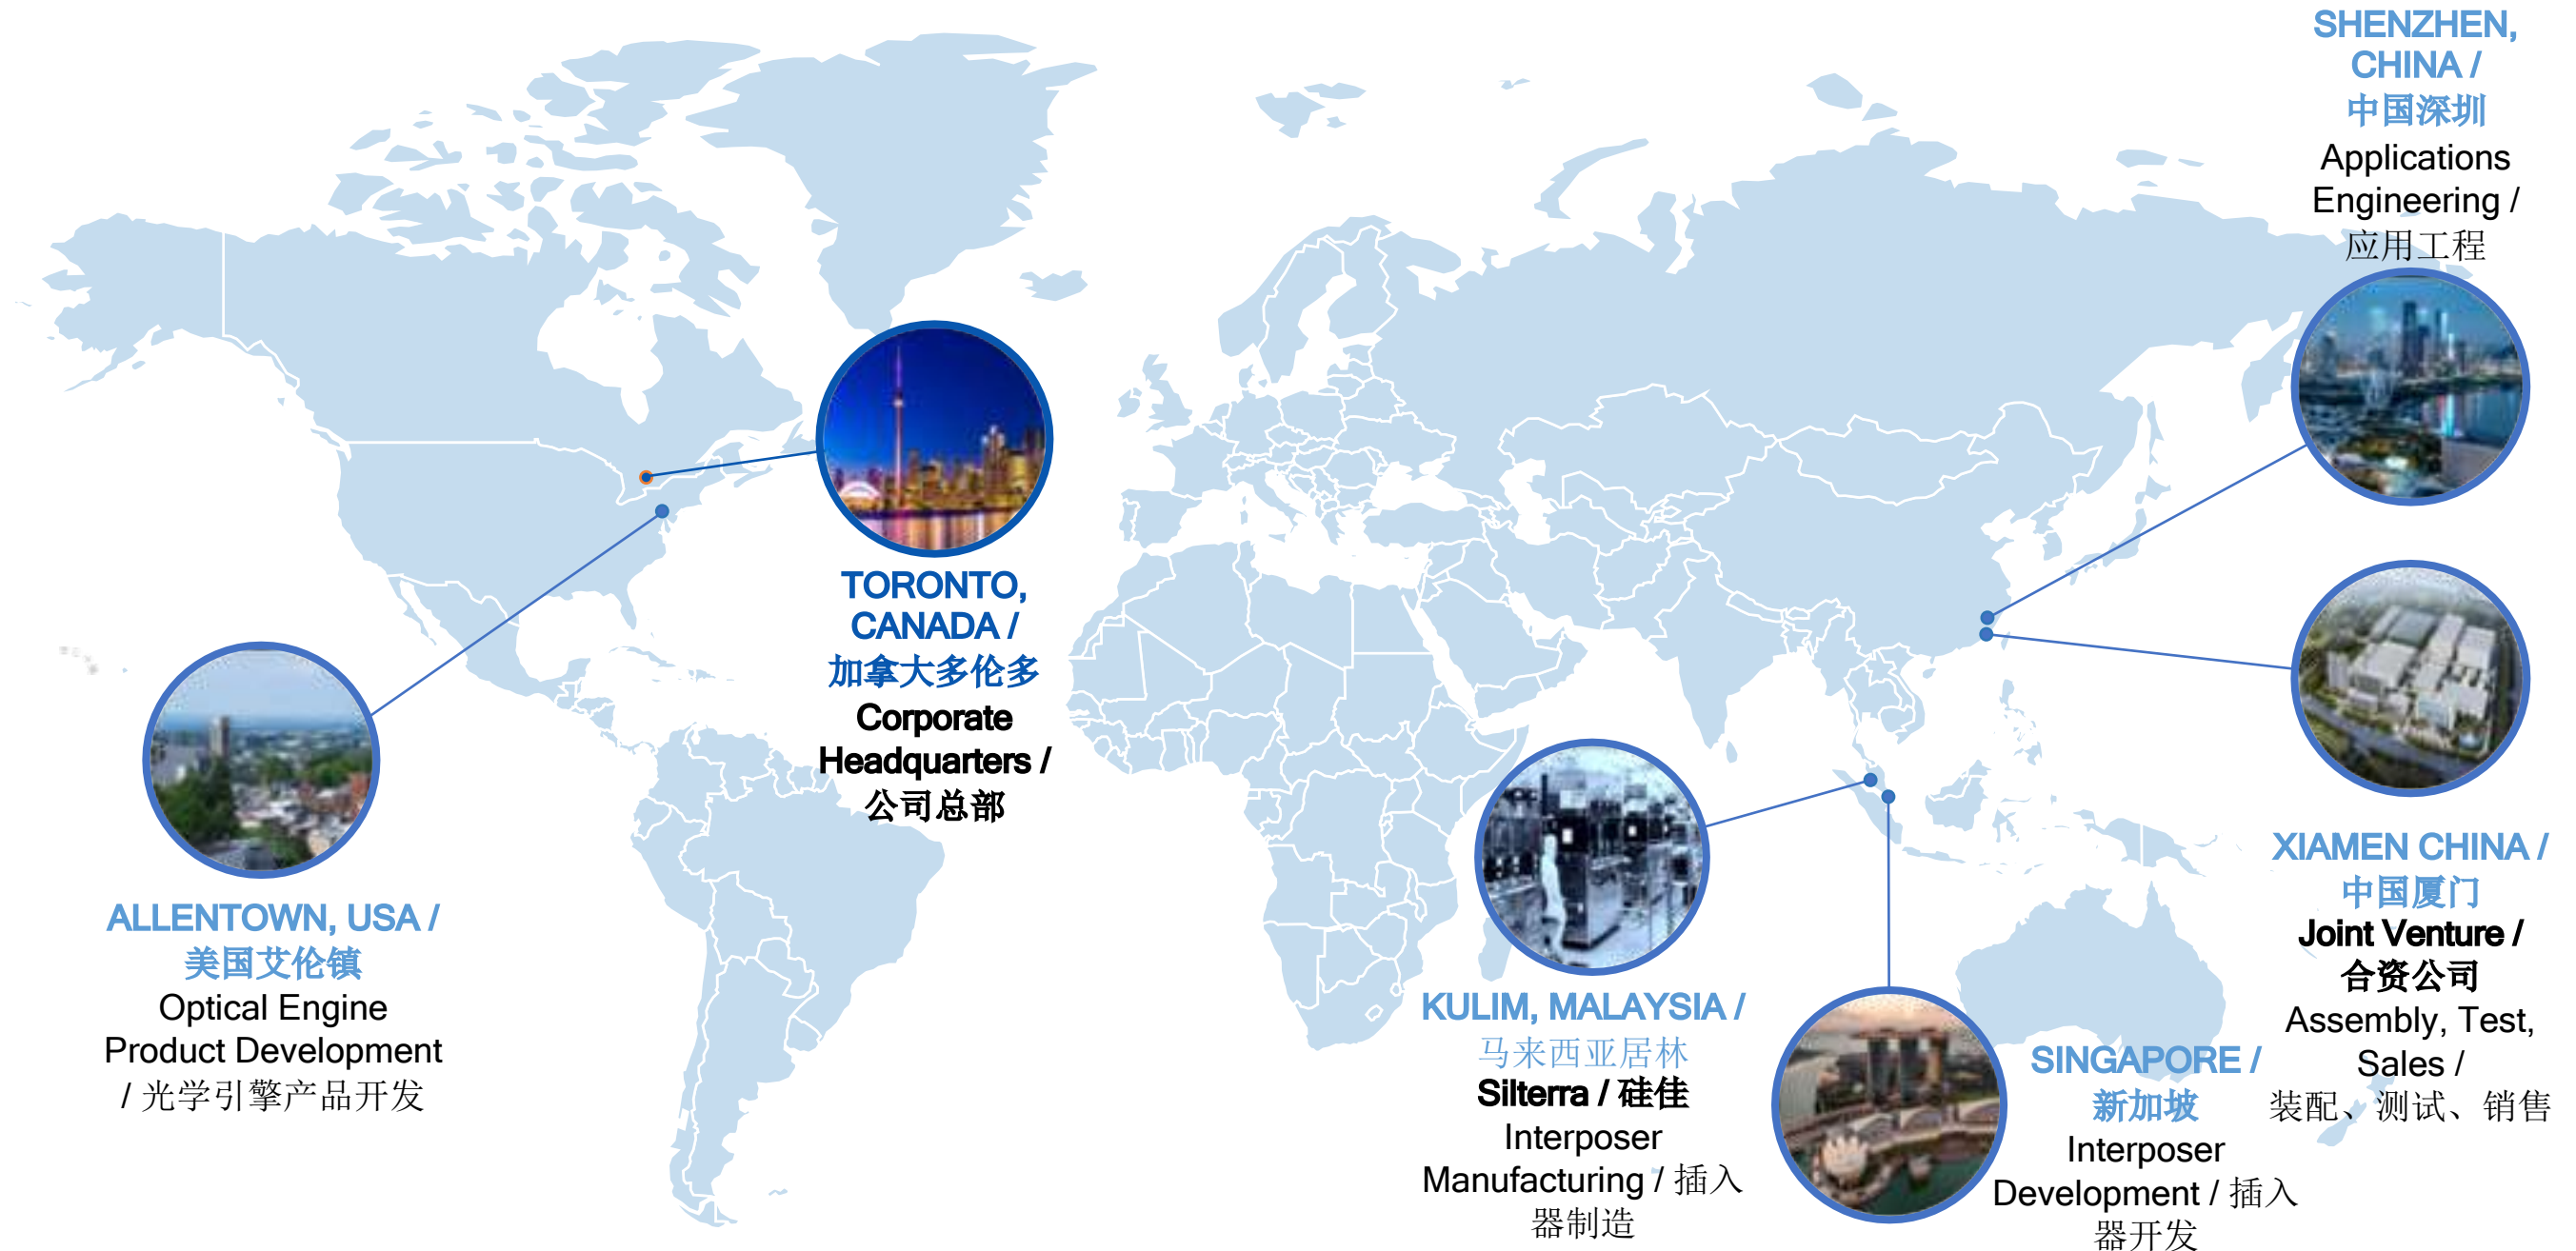 SHENZHEN,
CHINA /
中国深圳
Applications
Engineering /
应用工程
TORONTO,
CANADA /
加拿大多伦多
Corporate
Headquarters /
公司总部
ALLENTOWN, USA /
美国艾伦镇
Optical Engine
Product Development
/ 光学引擎产品开发
KULIM, MALAYSIA /
马来西亚居林
Silterra / 硅佳
Interposer
Manufacturing / 插入
器制造
SINGAPORE /
新加坡
Interposer
Development / 插入
器开发
XIAMEN CHINA /
中国厦门
Joint Venture /
合资公司
Assembly, Test,
Sales /
装配、测试、销售